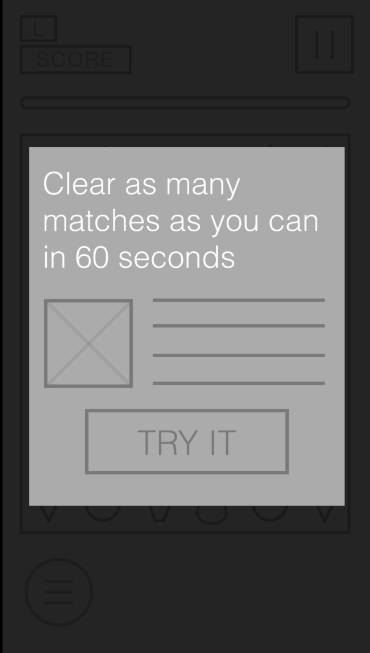 L
SCORE
Clear as many
matches as you can
in 60 seconds
TRY IT